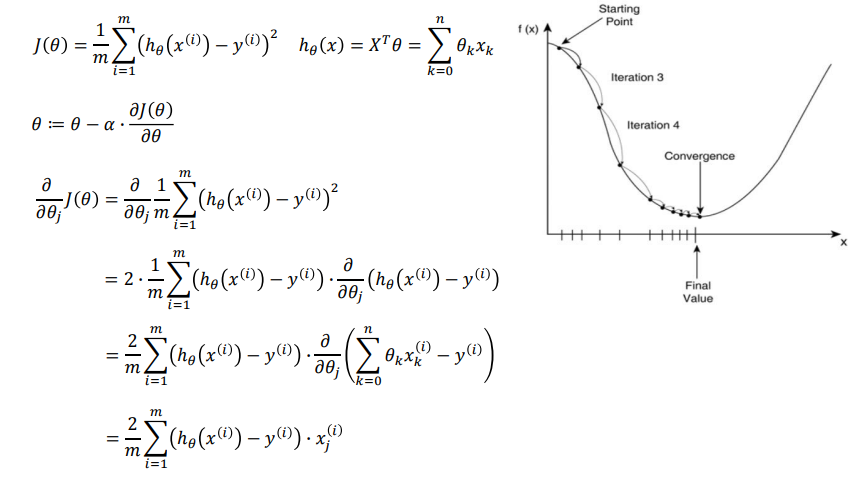 J(θ) = 1/m ∑_{i=1}^{m} (h_θ(x^{(i)}) − y^{(i)})² h_θ(x) = X^T θ = ∑_{k=0}^{n} θ_k x_k
θ ≔ θ − α · ∂J(θ)/∂θ
∂/∂θ_j J(θ) = ∂/∂θ_j 1/m ∑_{i=1}^{m} (h_θ(x^{(i)}) − y^{(i)})²
= 2 · 1/m ∑_{i=1}^{m} (h_θ(x^{(i)}) − y^{(i)}) · ∂/∂θ_j (h_θ(x^{(i)}) − y^{(i)})
= 2/m ∑_{i=1}^{m} (h_θ(x^{(i)}) − y^{(i)}) · ∂/∂θ_j (∑_{k=0}^{n} θ_k x_k^{(i)} − y^{(i)})
= 2/m ∑_{i=1}^{m} (h_θ(x^{(i)}) − y^{(i)}) · x_j^{(i)}
Starting
Point
f (x)
Iteration 3
Iteration 4
Convergence
x
Final
Value